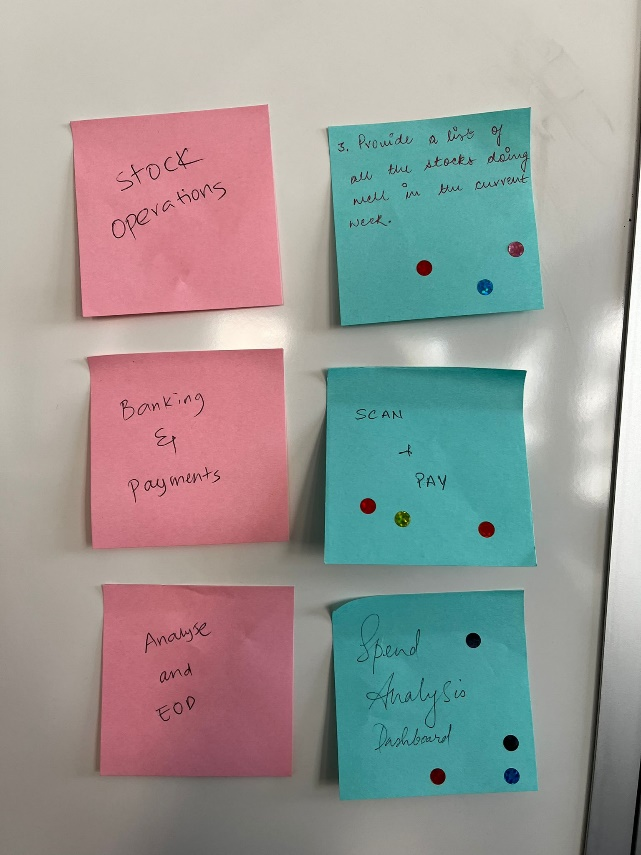 Stock
Operations
3. Provide a list of
all the stocks doing
well in the current
week.
Banking
&
Payments
SCAN
+
PAY
Analyse
and
EOD
Spend
Analysis
Dashboard